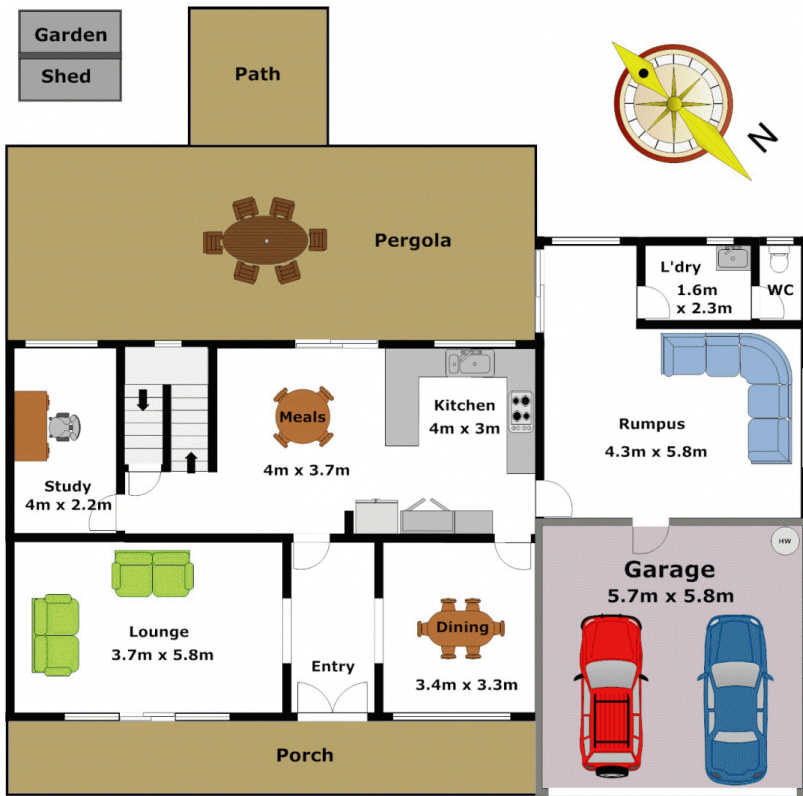 Garden
Shed
Path
N
Pergola
L'dry
1.6m
x 2.3m
WC
Meals
4m x 3.7m
Kitchen
4m x 3m
Rumpus
4.3m x 5.8m
Study
4m x 2.2m
HW
Garage
5.7m x 5.8m
Lounge
3.7m x 5.8m
Entry
Dining
3.4m x 3.3m
Porch